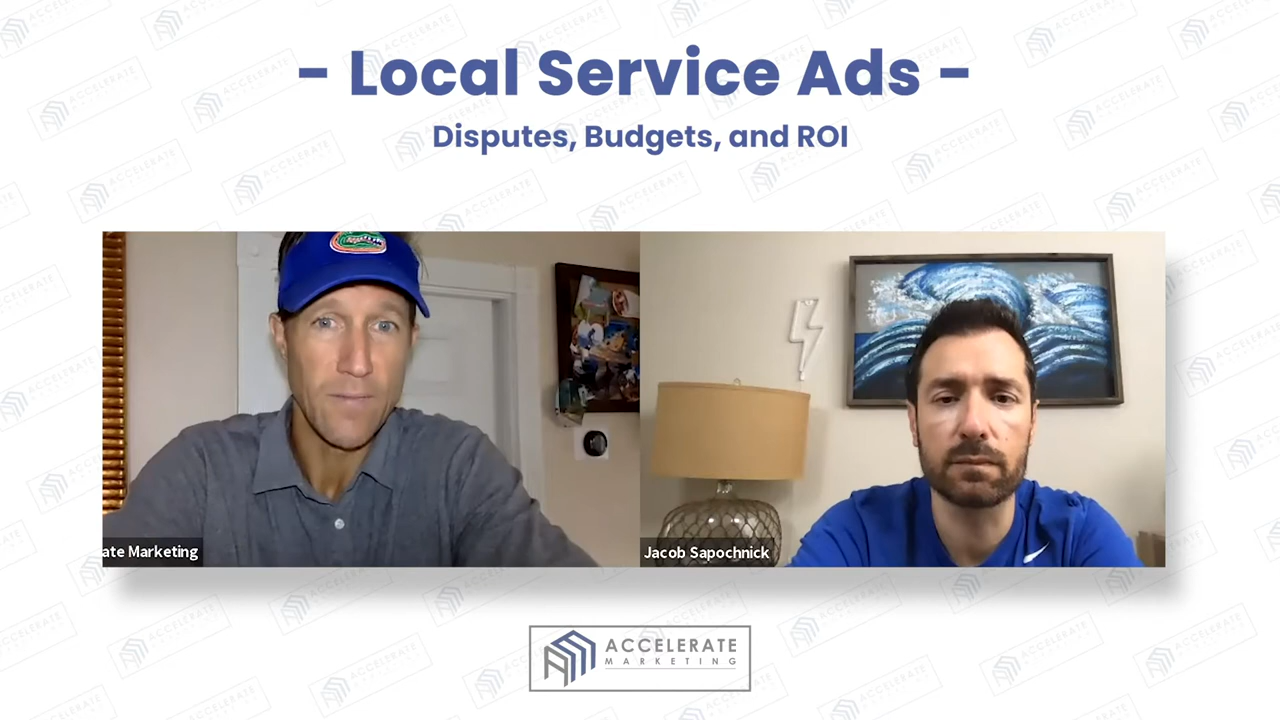 - Local Service Ads -
Disputes, Budgets, and ROI
ate Marketing
Jacob Sapochnick
ACCELERATE
MARKETING